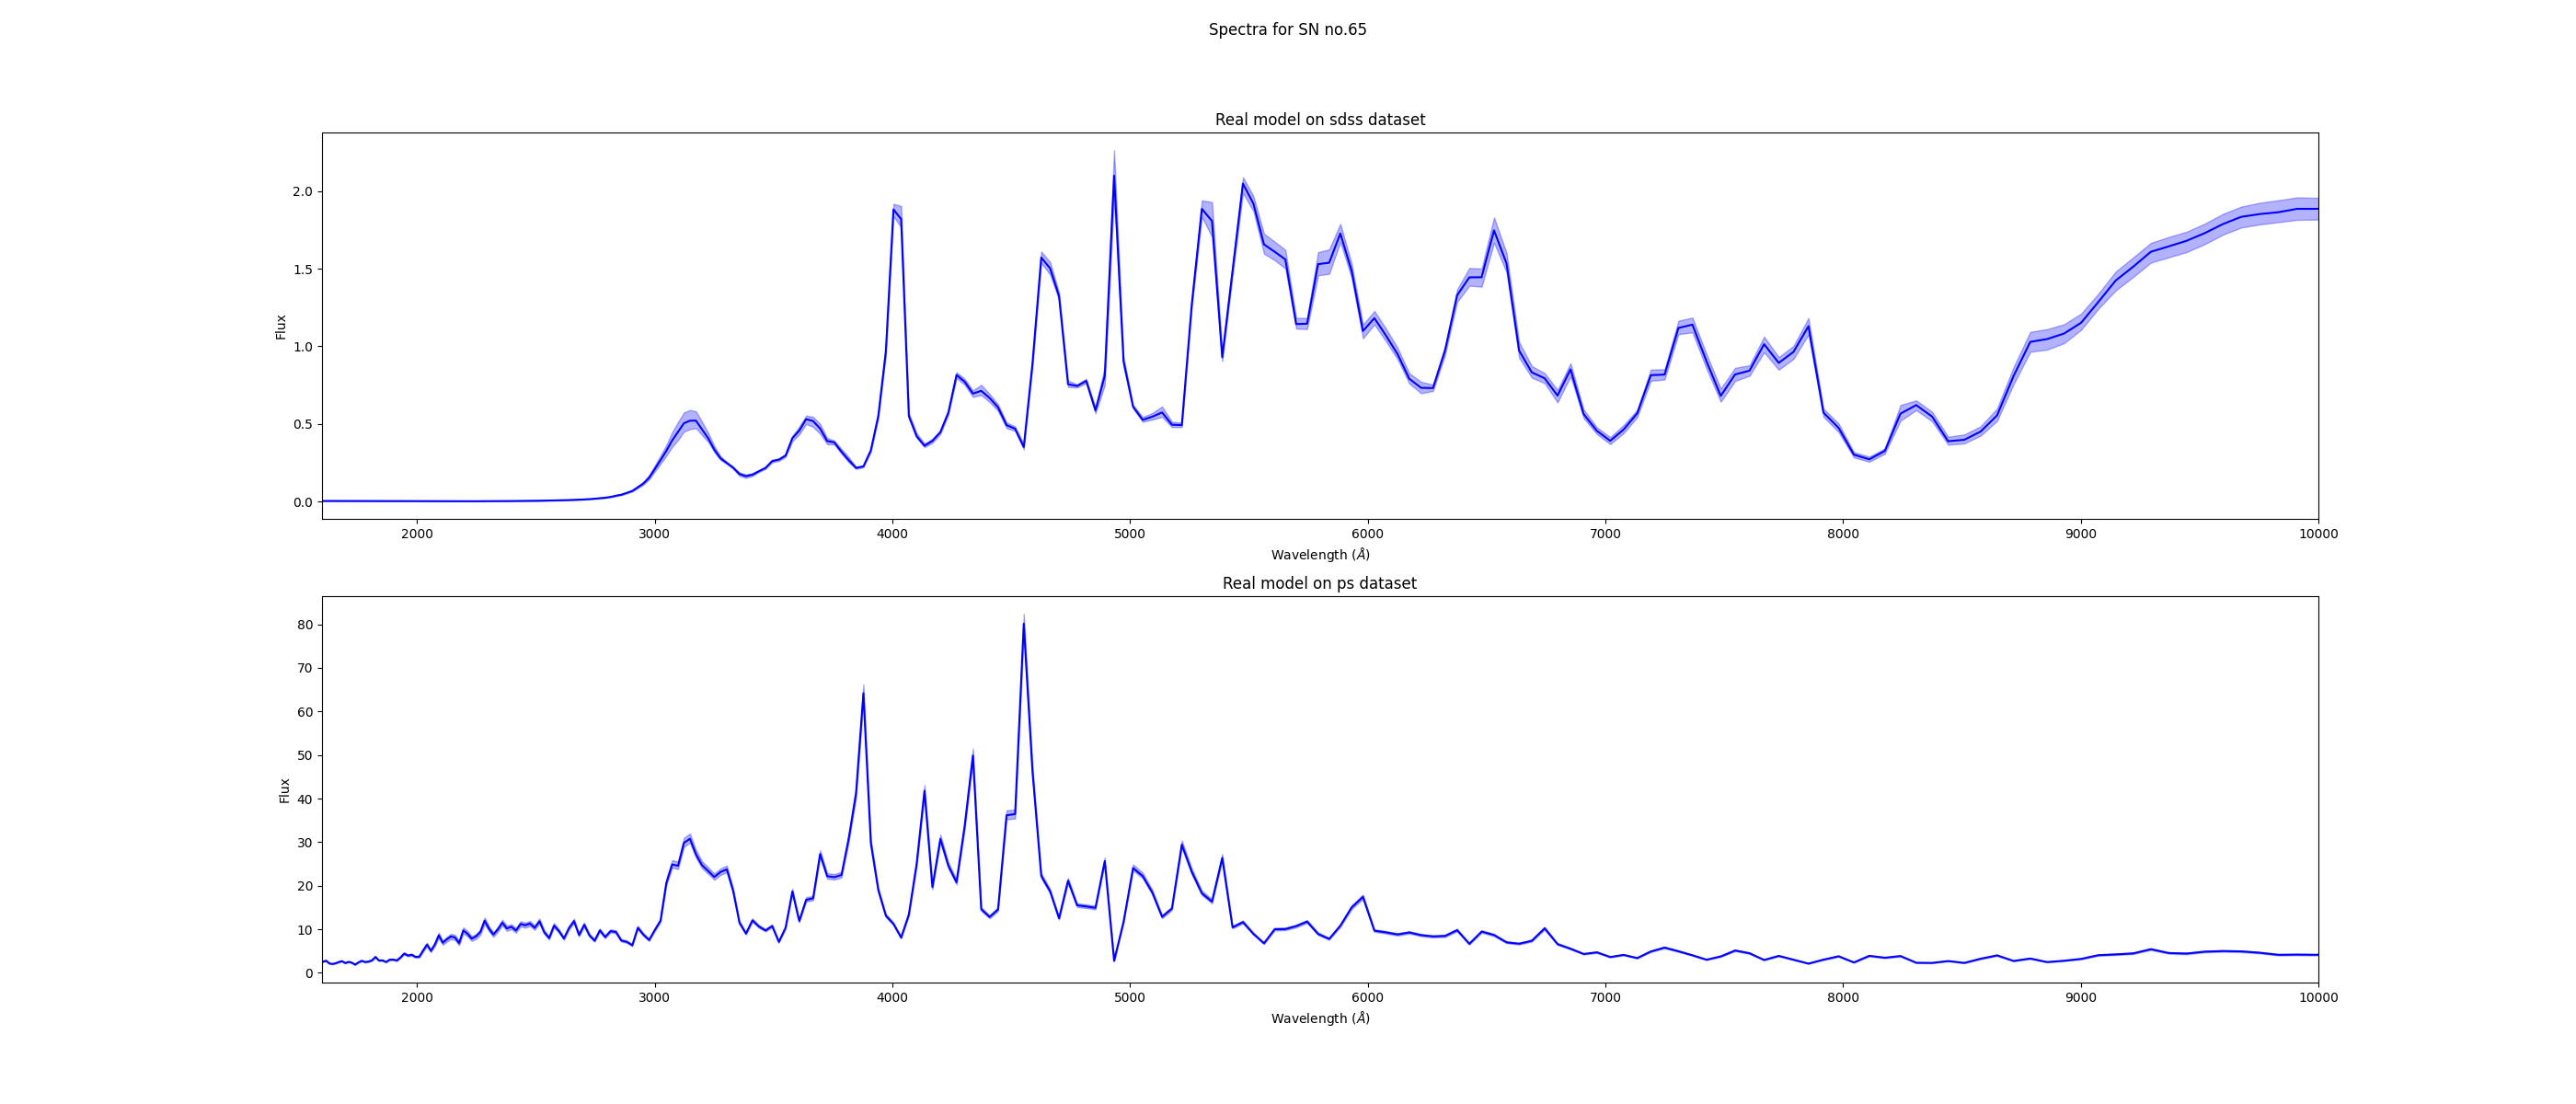 Spectra for SN no.65
Real model on sdss dataset
2.0
1.5
1.0
0.5
0.0
Flux
2000 3000 4000 5000 6000 7000 8000 9000 10000
Wavelength (Å)
Real model on ps dataset
80
70
60
50
40
30
20
10
0
Flux
2000 3000 4000 5000 6000 7000 8000 9000 10000
Wavelength (Å)